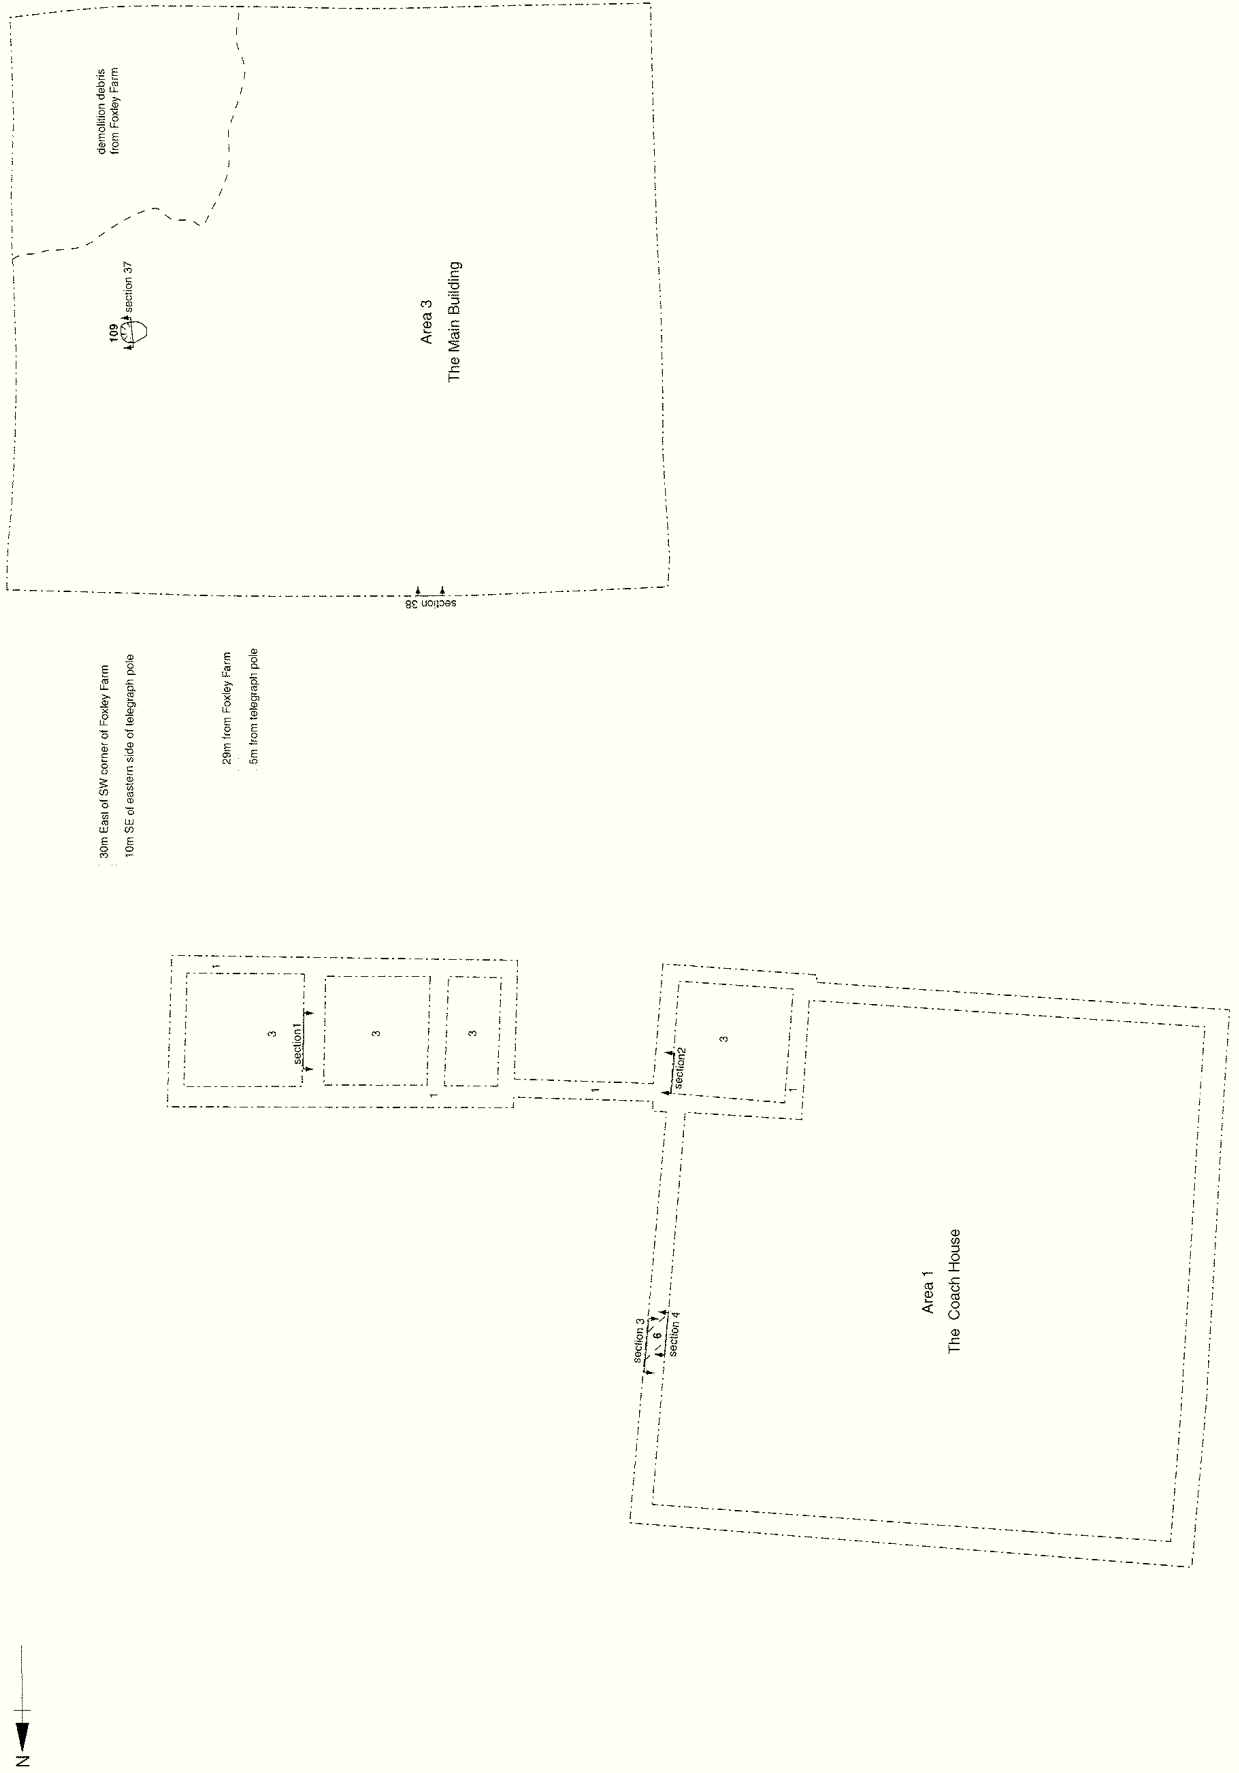 demolition debris
from Foxley Farm
109
section 37
Area 3
The Main Building
section 38
30m East of SW corner of Foxley Farm
10m SE of eastern side of telegraph pole
29m from Foxley Farm
5m from telegraph pole
1
3
section1
3
3
1
1
section2
3
1
section 3
6
section 4
Area 1
The Coach House
N